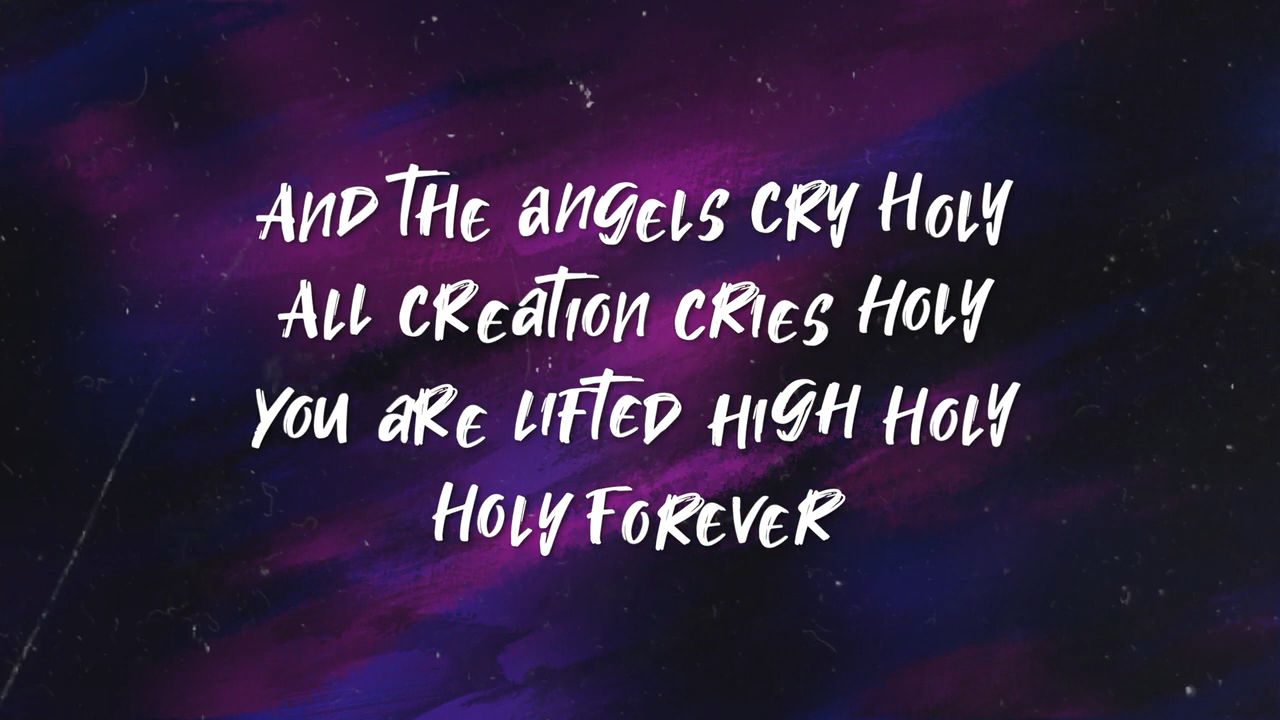 And the angels cry Holy
All creation cries Holy
You are lifted high Holy
Holy forever